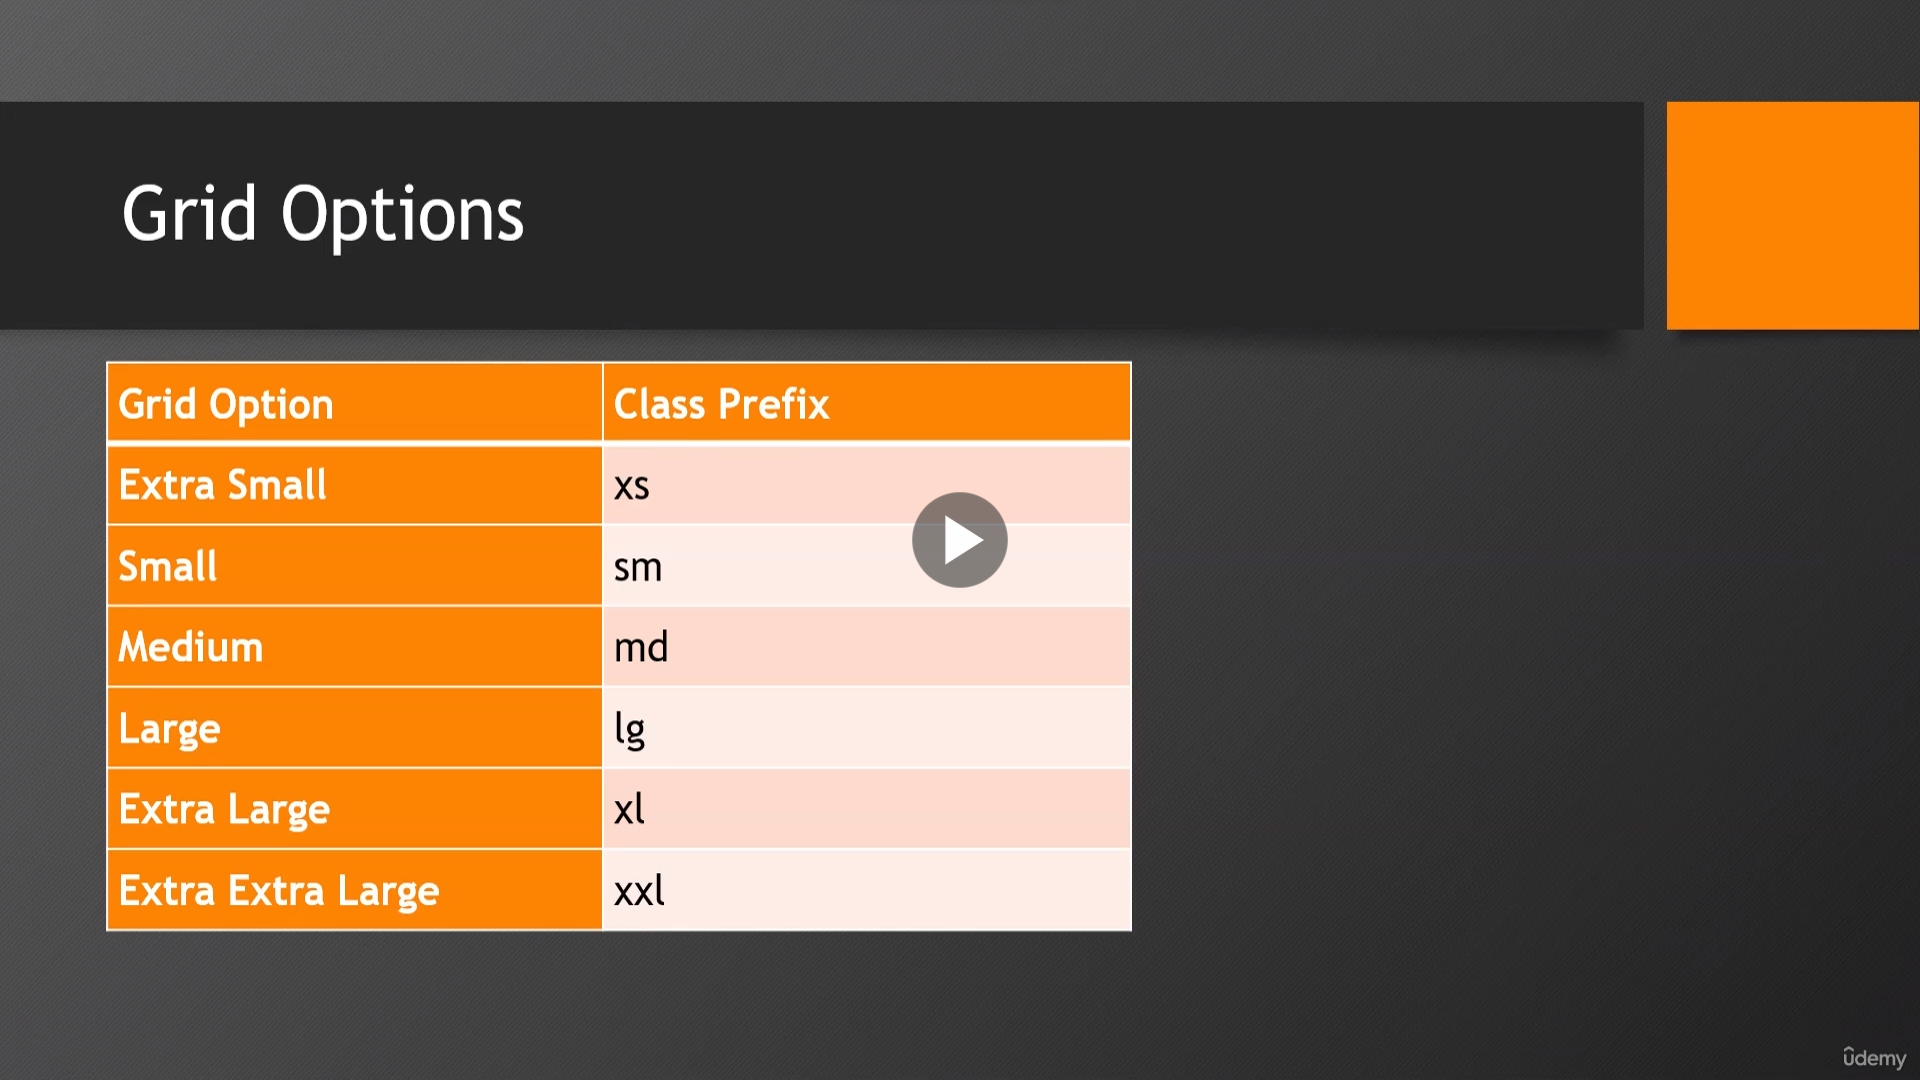 Grid Options
Grid Option Class Prefix
Extra Small xs
Small sm
Medium md
Large lg
Extra Large xl
Extra Extra Large xxl
ûdemy